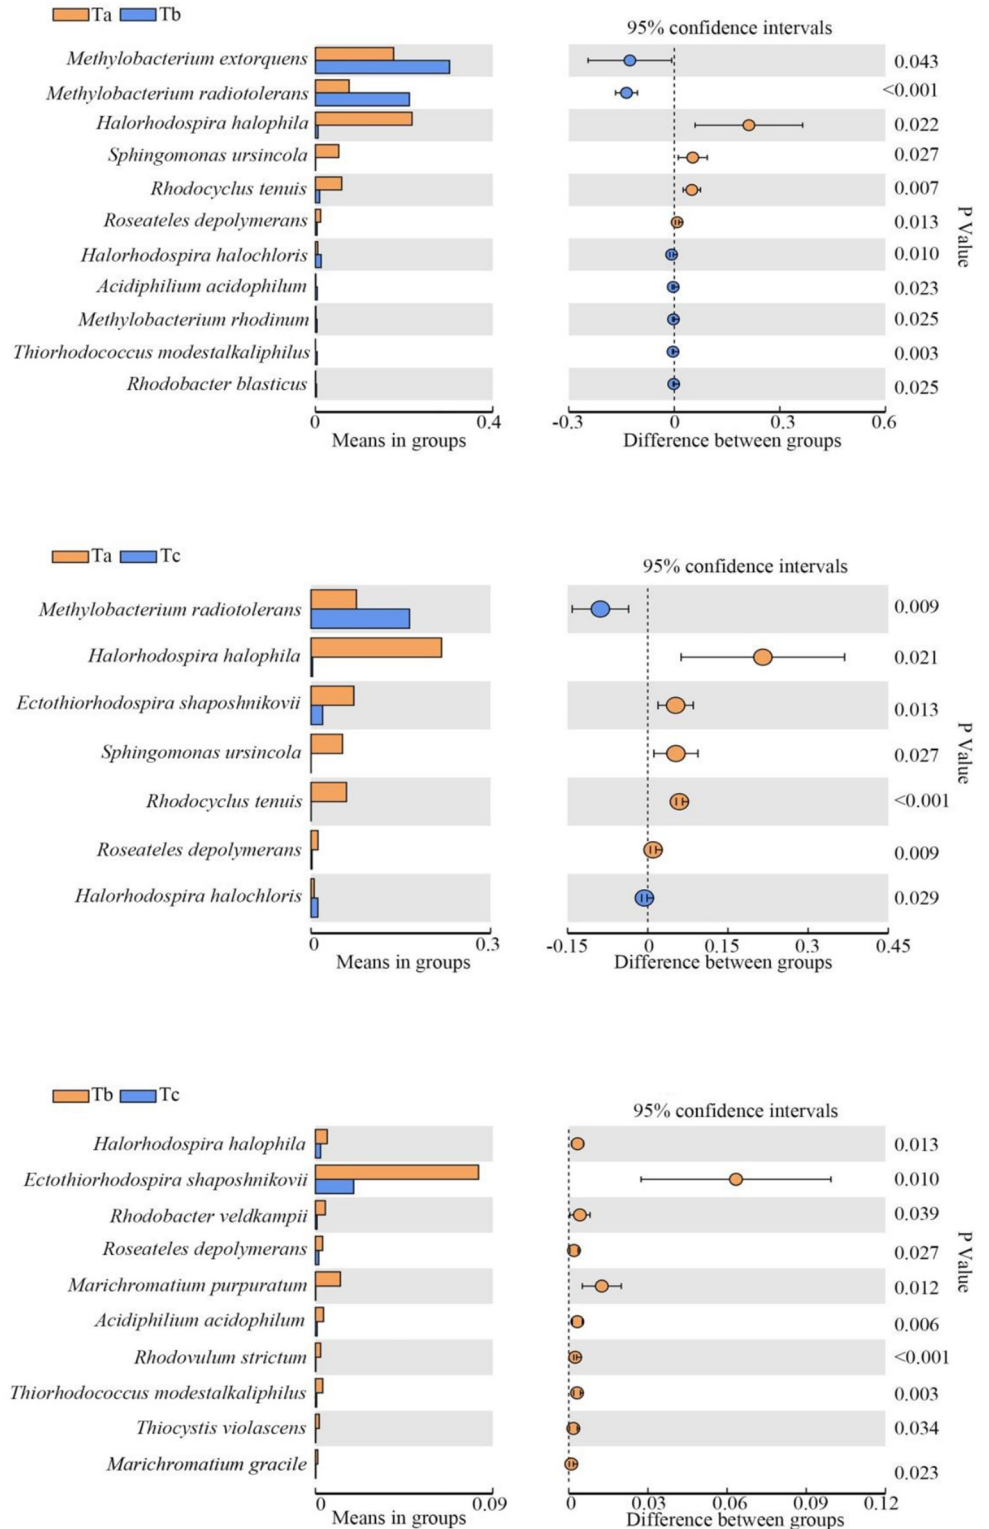 Ta Tb
95% confidence intervals
Methylobacterium extorquens 0.043
Methylobacterium radiotolerans <0.001
Halorhodospira halophila 0.022
Sphingomonas ursincola 0.027
Rhodocyclus tenuis 0.007
Roseateles depolymerans 0.013
Halorhodospira halochloris 0.010
Acidiphilium acidophilum 0.023
Methylobacterium rhodinum 0.025
Thiorhodococcus modestalkaliphilus 0.003
Rhodobacter blasticus 0.025
P Value
0 0.4 -0.3 0 0.3 0.6
Means in groups Difference between groups
Ta Tc
95% confidence intervals
Methylobacterium radiotolerans 0.009
Halorhodospira halophila 0.021
Ectothiorhodospira shaposhnikovii 0.013
Sphingomonas ursincola 0.027
Rhodocyclus tenuis <0.001
Roseateles depolymerans 0.009
Halorhodospira halochloris 0.029
P Value
0 0.3 -0.15 0 0.15 0.3 0.45
Means in groups Difference between groups
Tb Tc
95% confidence intervals
Halorhodospira halophila 0.013
Ectothiorhodospira shaposhnikovii 0.010
Rhodobacter veldkampii 0.039
Roseateles depolymerans 0.027
Marichromatium purpuratum 0.012
Acidiphilium acidophilum 0.006
Rhodovulum strictum <0.001
Thiorhodococcus modestalkaliphilus 0.003
Thiocystis violascens 0.034
Marichromatium gracile 0.023
P Value
0 0.09 0 0.03 0.06 0.09 0.12
Means in groups Difference between groups